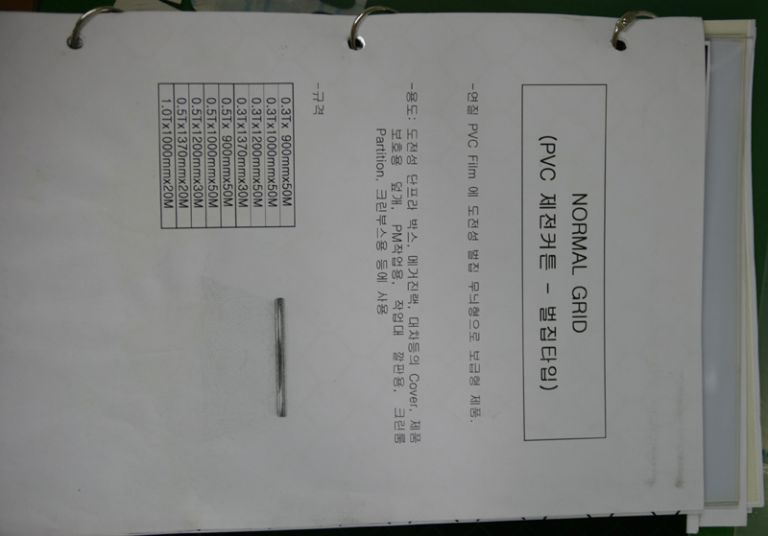 NORMAL GRID
(PVC 제전커튼 - 벌집타입)
-연질 PVC Film 에 도전성 벌집 무늬형으로 보급형 제품.
-용도: 도전성 단프라 박스, 메거진랙, 대차등의 Cover, 제품
보호용 덮개, PM작업용, 작업대 깔판용, 크린룸
Partition, 크린부스용 등에 사용
-규격
0.3Tx 900mmx50M
0.3Tx1000mmx50M
0.3Tx1200mmx50M
0.3Tx1370mmx30M
0.5Tx 900mmx50M
0.5Tx1000mmx50M
0.5Tx1200mmx30M
0.5Tx1370mmx20M
1.0Tx1000mmx20M